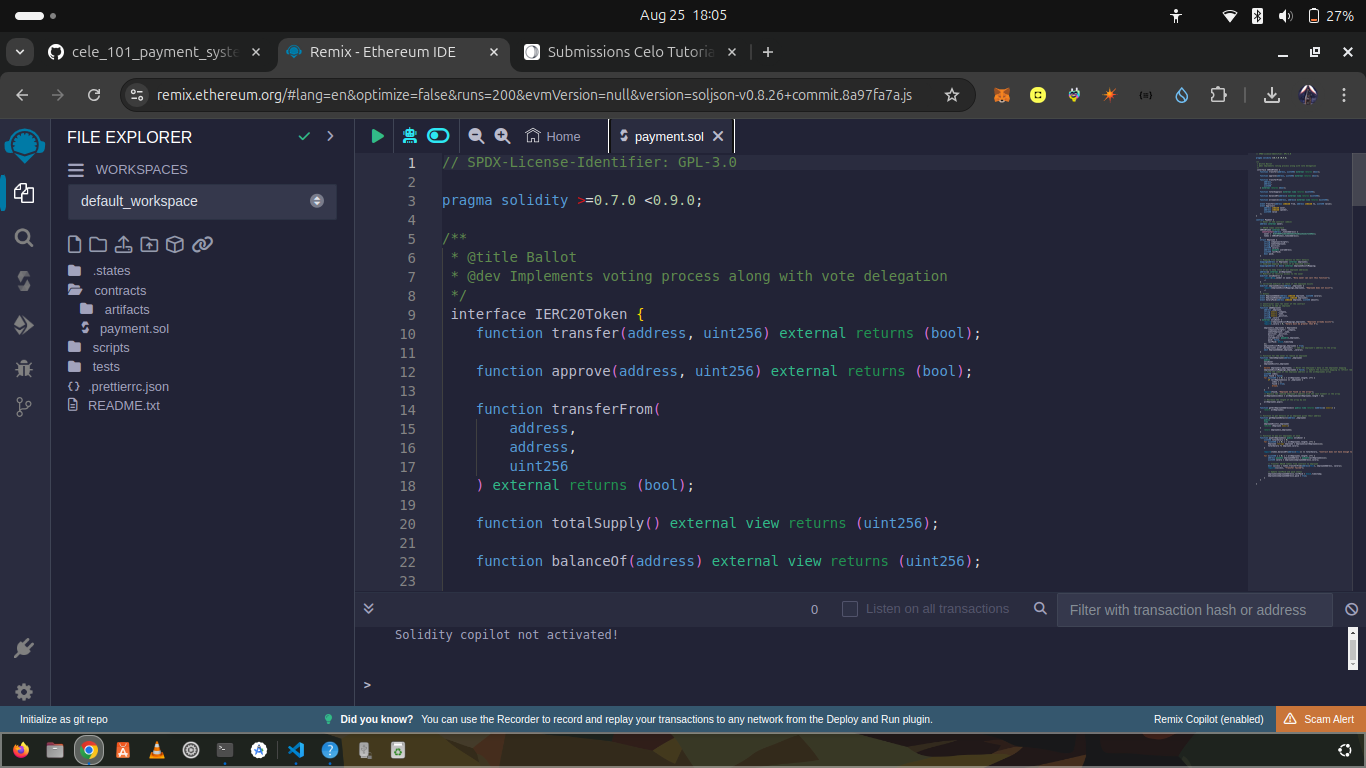 Aug 25 18:05
27%
cele_101_payment_syste
Remix - Ethereum IDE
Submissions Celo Tutoria
remix.ethereum.org/#lang=en&optimize=false&runs=200&evmVersion=null&version=soljson-v0.8.26+commit.8a97fa7a.js
FILE EXPLORER
WORKSPACES
default_workspace
.states
contracts
artifacts
payment.sol
scripts
tests
.prettierrc.json
README.txt
Home
payment.sol
1 // SPDX-License-Identifier: GPL-3.0
2
3 pragma solidity >=0.7.0 <0.9.0;
4
5 /**
6 * @title Ballot
7 * @dev Implements voting process along with vote delegation
8 */
9 interface IERC20Token {
10 function transfer(address, uint256) external returns (bool);
11
12 function approve(address, uint256) external returns (bool);
13
14 function transferFrom(
15 address,
16 address,
17 uint256
18 ) external returns (bool);
19
20 function totalSupply() external view returns (uint256);
21
22 function balanceOf(address) external view returns (uint256);
23
0
Listen on all transactions
Filter with transaction hash or address
Solidity copilot not activated!
>
Initialize as git repo
Did you know? You can use the Recorder to record and replay your transactions to any network from the Deploy and Run plugin.
Remix Copilot (enabled)
Scam Alert